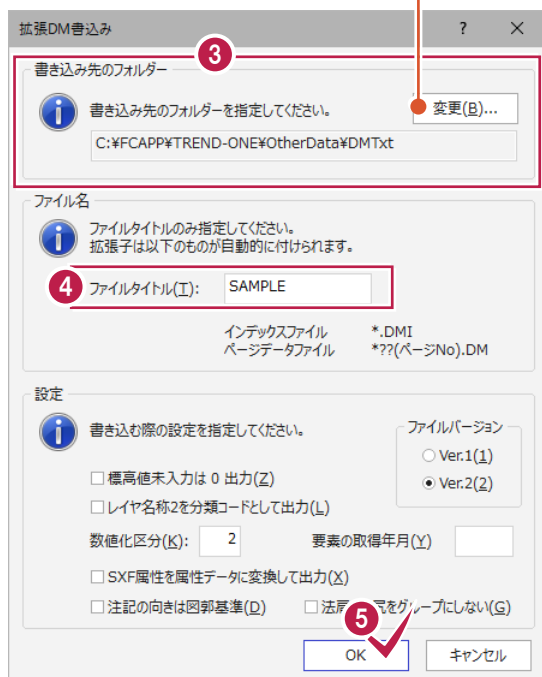 拡張DM書込み ? ×
3
書き込み先のフォルダー
書き込み先のフォルダーを指定してください。 変更(B)...
C:¥FCAPP¥TREND-ONE¥OtherData¥DMTxt
ファイル名
ファイルタイトルのみ指定してください。
拡張子は以下のものが自動的に付けられます。
4 ファイルタイトル(T): SAMPLE
インデックスファイル *.DMI
ページデータファイル *??(ページNo).DM
設定
書き込む際の設定を指定してください。
ファイルバージョン
Ver.1(1)
Ver.2(2)
標高値未入力は 0 出力(Z)
レイヤ名称2を分類コードとして出力(L)
数値化区分(K): 2 要素の取得年月(Y)
SXF属性を属性データに変換して出力(X)
注記の向きは図郭基準(D) 法肩 尻をグループにしない(G)
5
OK キャンセル